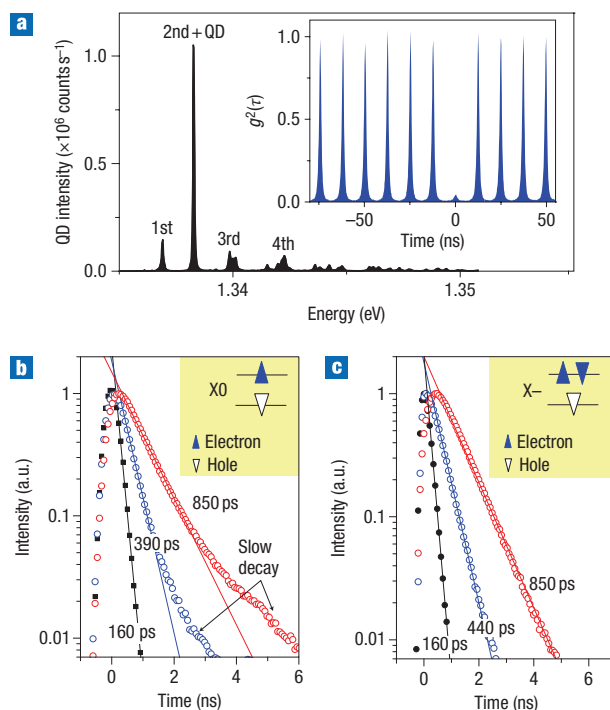 a
QD intensity (×10⁶ counts s⁻¹)
1.0
0.5
0.0
1st
2nd + QD
3rd
4th
1.34
1.35
Energy (eV)
g²(τ)
1.0
0.5
0.0
−50
0
50
Time (ns)
b
Intensity (a.u.)
1
0.1
0.01
X0
Electron
Hole
850 ps
390 ps
160 ps
Slow
decay
0
2
4
6
Time (ns)
c
Intensity (a.u.)
1
0.1
0.01
X−
Electron
Hole
850 ps
440 ps
160 ps
0
2
4
6
Time (ns)